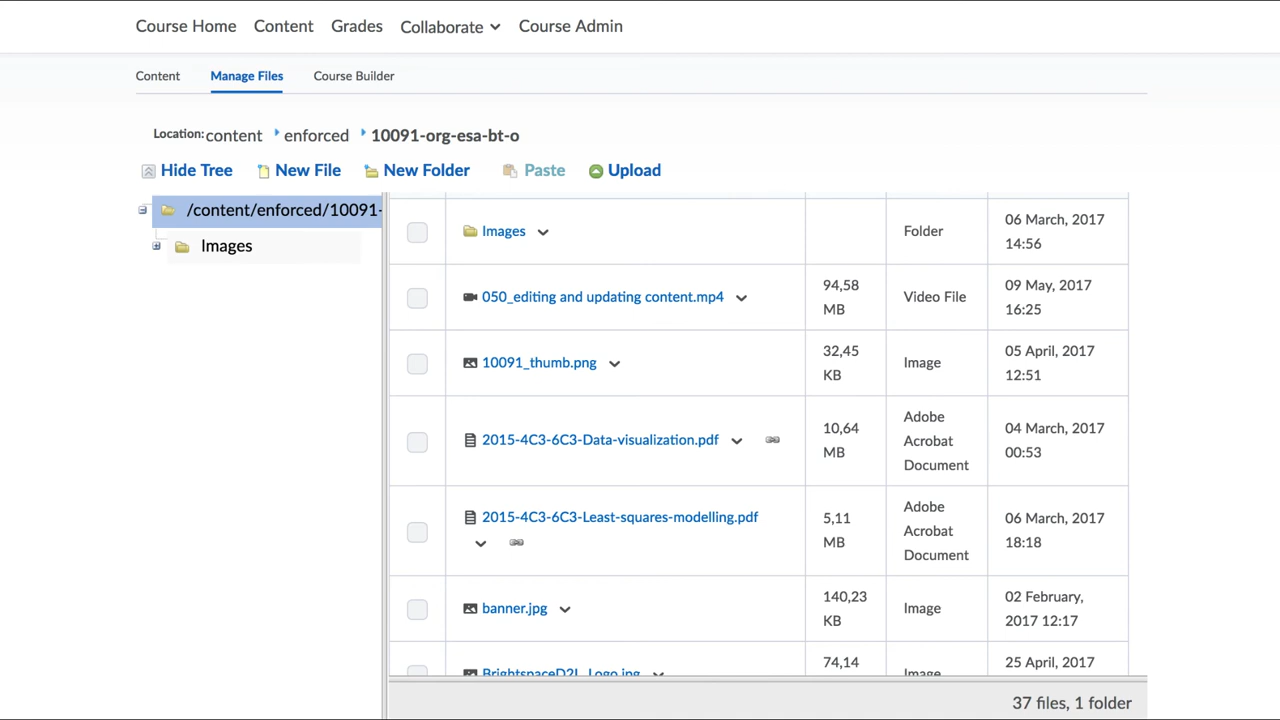 Course Home Content Grades Collaborate Course Admin
Content Manage Files Course Builder
Location: content enforced 10091-org-esa-bt-o
Hide Tree New File New Folder Paste Upload
/content/enforced/10091-
Images
Images Folder 06 March, 2017
14:56
050_editing and updating content.mp4 94,58 MB Video File 09 May, 2017
16:25
10091_thumb.png 32,45 KB Image 05 April, 2017
12:51
2015-4C3-6C3-Data-visualization.pdf 10,64 MB Adobe Acrobat Document 04 March, 2017
00:53
2015-4C3-6C3-Least-squares-modelling.pdf 5,11 MB Adobe Acrobat Document 06 March, 2017
18:18
banner.jpg 140,23 KB Image 02 February,
2017 12:17
BrightspaceD2L_Logo.jpg 74,14 Image 25 April, 2017
37 files, 1 folder